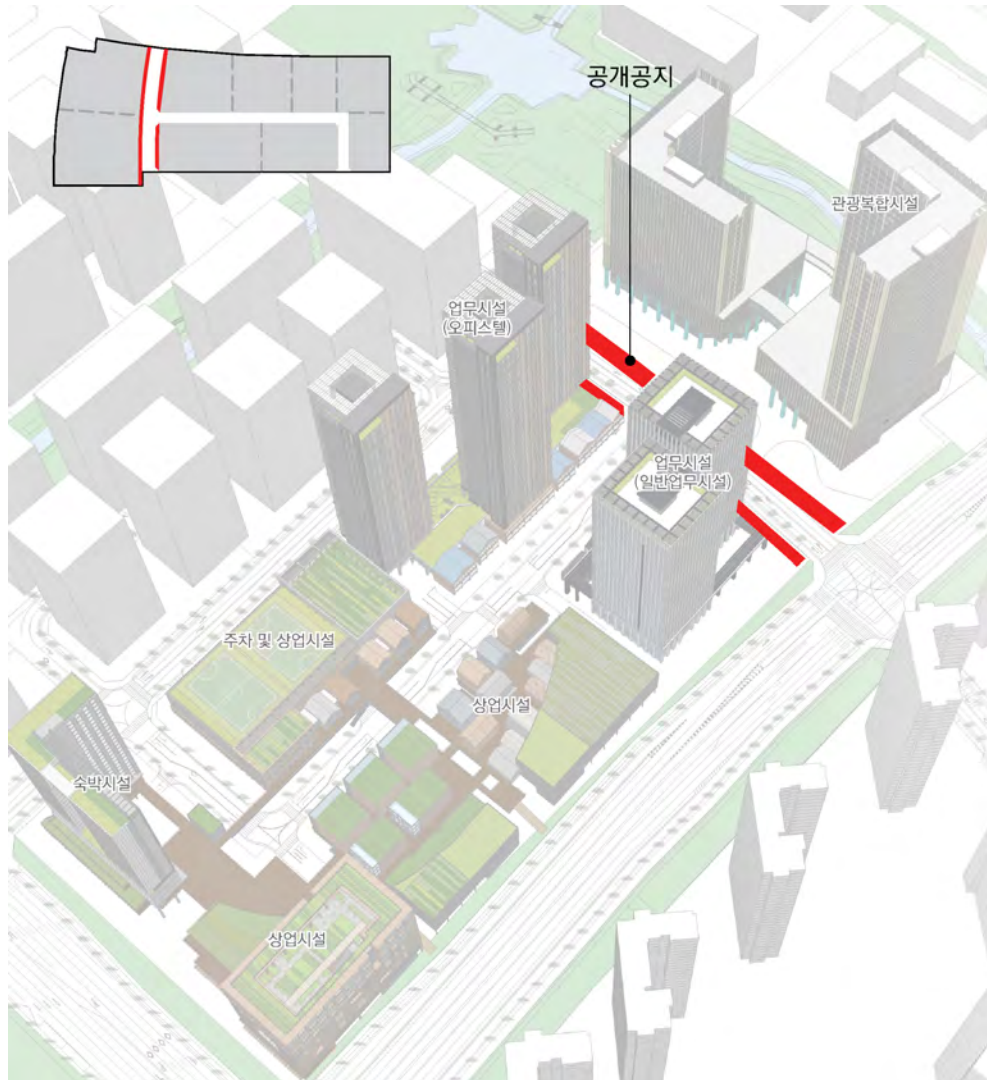 공개공지
관광복합시설
업무시설
(오피스텔)
업무시설
(일반업무시설)
주차 및 상업시설
상업시설
숙박시설
상업시설